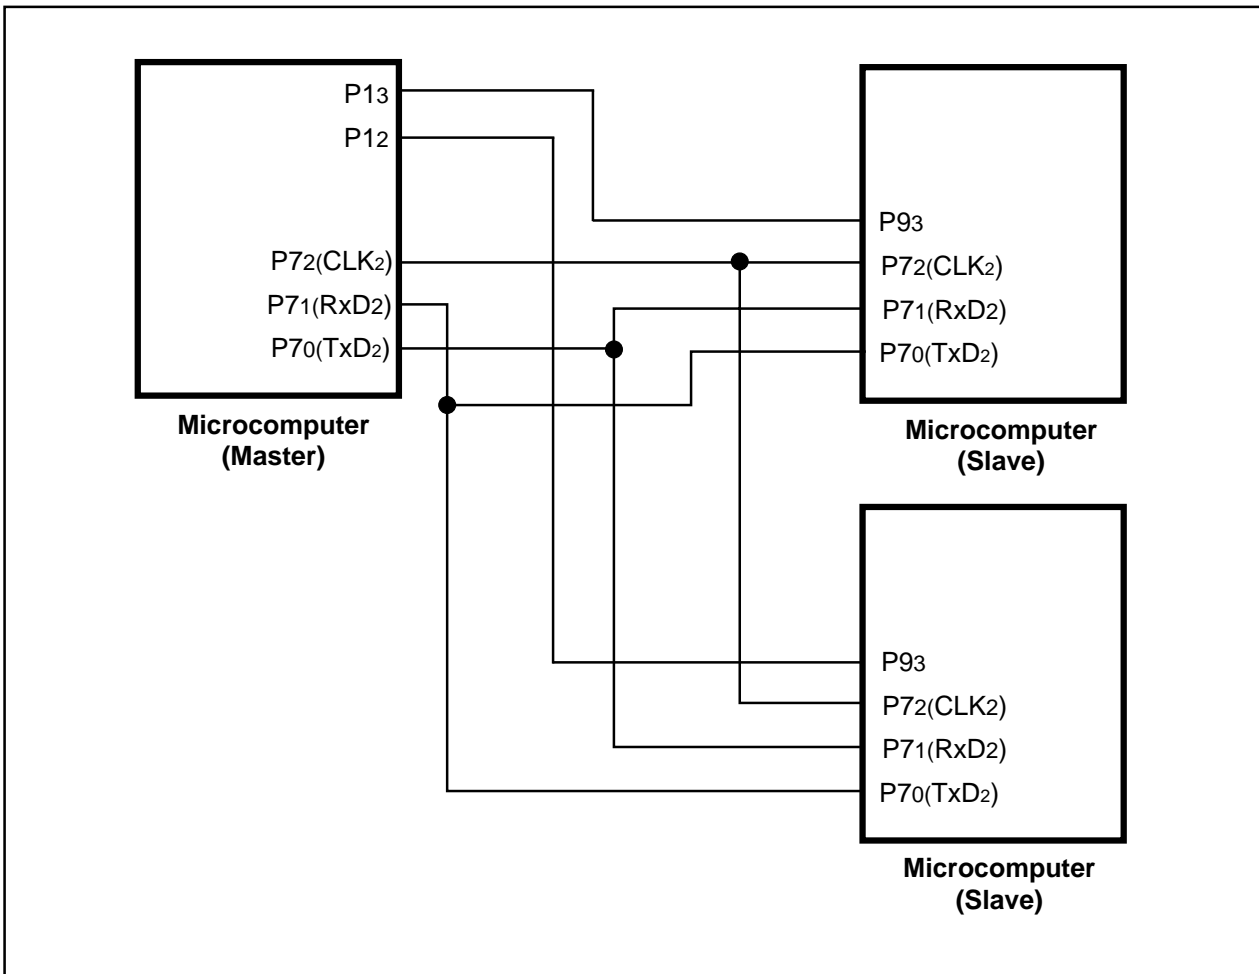 P13
P12
P72(CLK2)
P71(RxD2)
P70(TxD2)
Microcomputer
(Master)
P93
P72(CLK2)
P71(RxD2)
P70(TxD2)
Microcomputer
(Slave)
P93
P72(CLK2)
P71(RxD2)
P70(TxD2)
Microcomputer
(Slave)